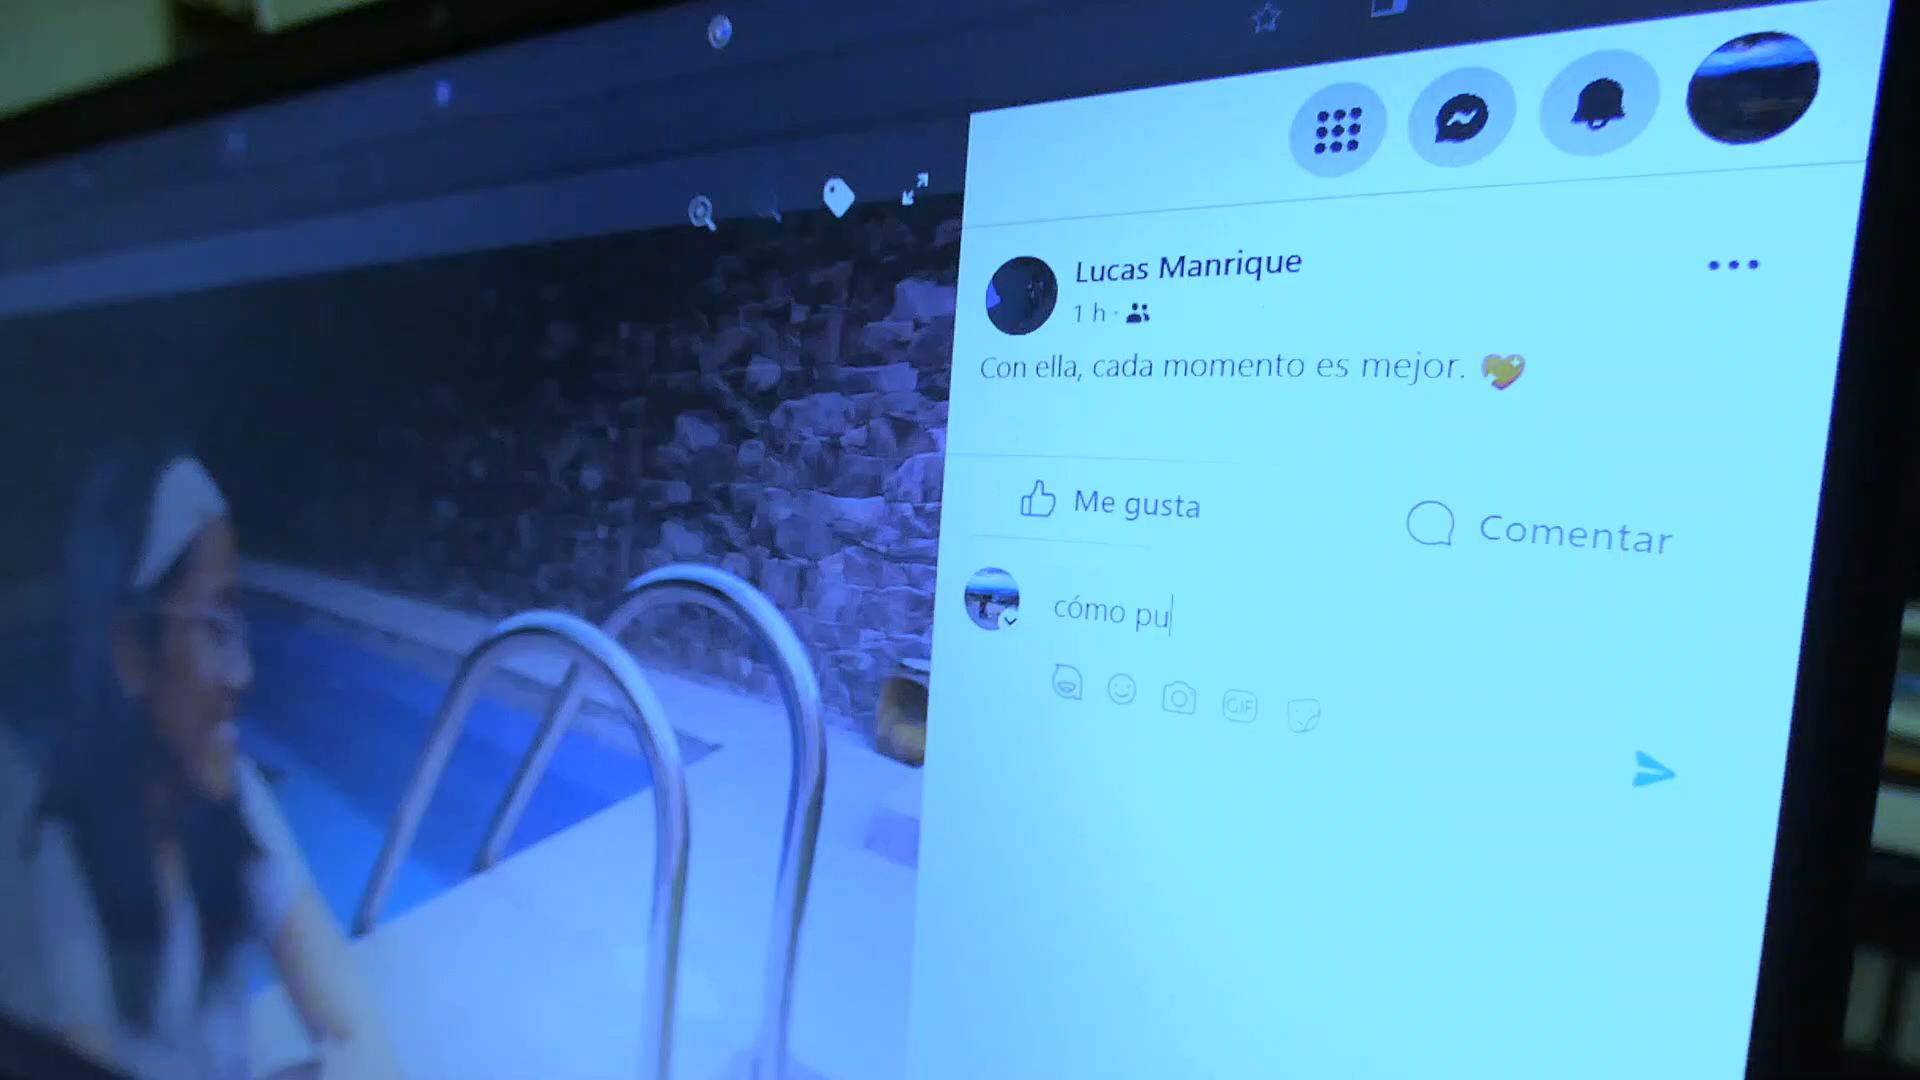 Lucas Manrique
1 h ·
Con ella, cada momento es mejor. 💖
Me gusta
Comentar
cómo pu
GIF